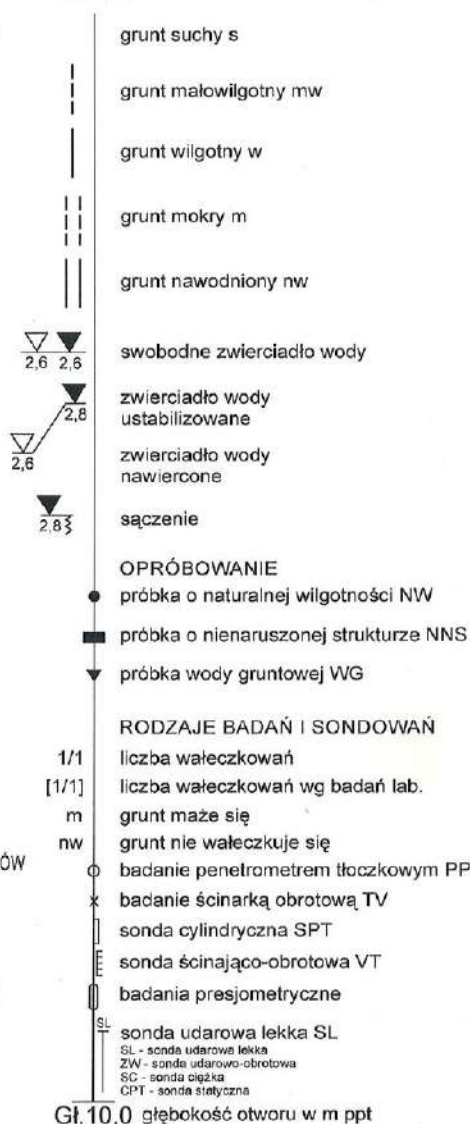 grunt suchy s
grunt małowilgotny mw
grunt wilgotny w
grunt mokry m
grunt nawodniony nw
2,6 2,6 swobodne zwierciadło wody
2,8 zwierciadło wody
ustabilizowane
2,6 zwierciadło wody
nawiercone
2,8 sączenie
OPRÓBOWANIE
próbka o naturalnej wilgotności NW
próbka o nienaruszonej strukturze NNS
próbka wody gruntowej WG
RODZAJE BADAŃ I SONDOWAŃ
1/1 liczba wałeczkowań
[1/1] liczba wałeczkowań wg badań lab.
m grunt maże się
nw grunt nie wałeczkuje się
ÓW
badanie penetrometrem tłoczkowym PP
badanie ścinarką obrotową TV
sonda cylindryczna SPT
sonda ścinająco-obrotowa VT
badania presjometryczne
SL sonda udarowa lekka SL
SL - sonda udarowa lekka
ZW - sonda udarowo-obrotowa
SC - sonda ciężka
CPT - sonda statyczna
Gł.10,0 głębokość otworu w m ppt